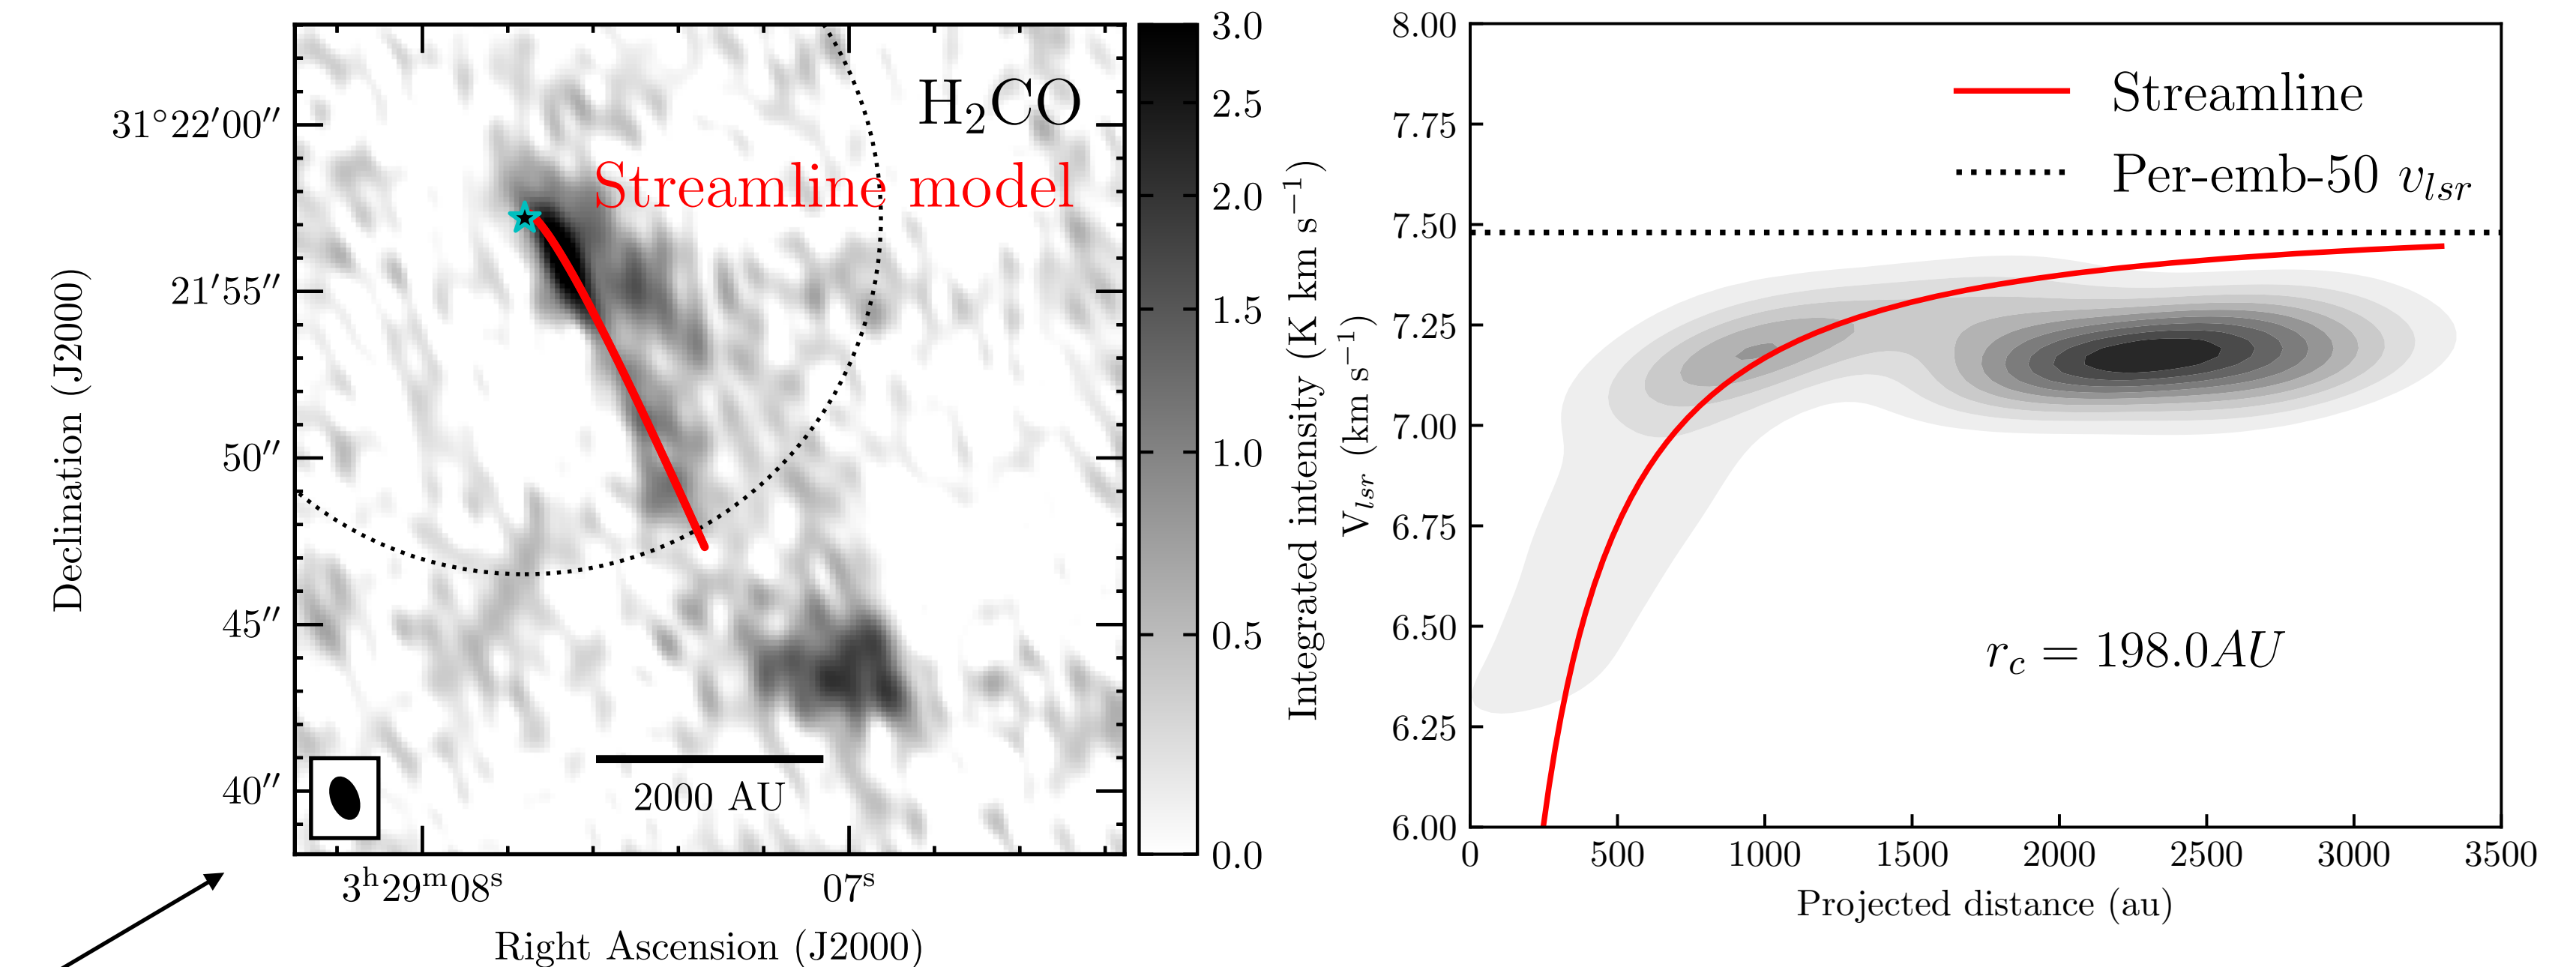 H₂CO
Streamline model
31°22′00″
21′55″
50″
45″
40″
Declination (J2000)
2000 AU
3ʰ29ᵐ08ˢ
07ˢ
Right Ascension (J2000)
3.0
2.5
2.0
1.5
1.0
0.5
0.0
Integrated intensity (K km s⁻¹)
8.00
7.75
7.50
7.25
7.00
6.75
6.50
6.25
6.00
V_lsr (km s⁻¹)
Streamline
Per-emb-50 v_lsr
r_c = 198.0AU
0
500
1000
1500
2000
2500
3000
3500
Projected distance (au)